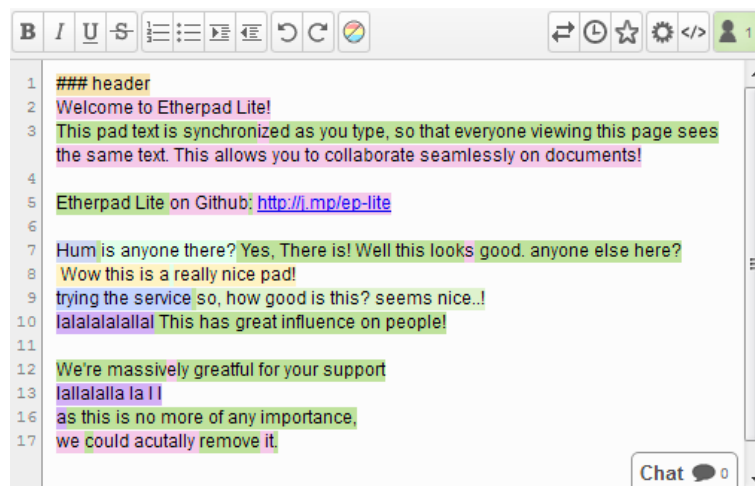 B I U S 1
1 ### header
2 Welcome to Etherpad Lite!
3 This pad text is synchronized as you type, so that everyone viewing this page sees
the same text. This allows you to collaborate seamlessly on documents!
4
5 Etherpad Lite on Github: http://j.mp/ep-lite
6
7 Hum is anyone there? Yes, There is! Well this looks good. anyone else here?
8 Wow this is a really nice pad!
9 trying the service so, how good is this? seems nice..!
10 lalalalalallal This has great influence on people!
11
12 We're massively greatful for your support
13 lallalalla la l l
16 as this is no more of any importance,
17 we could acutally remove it.
Chat 0